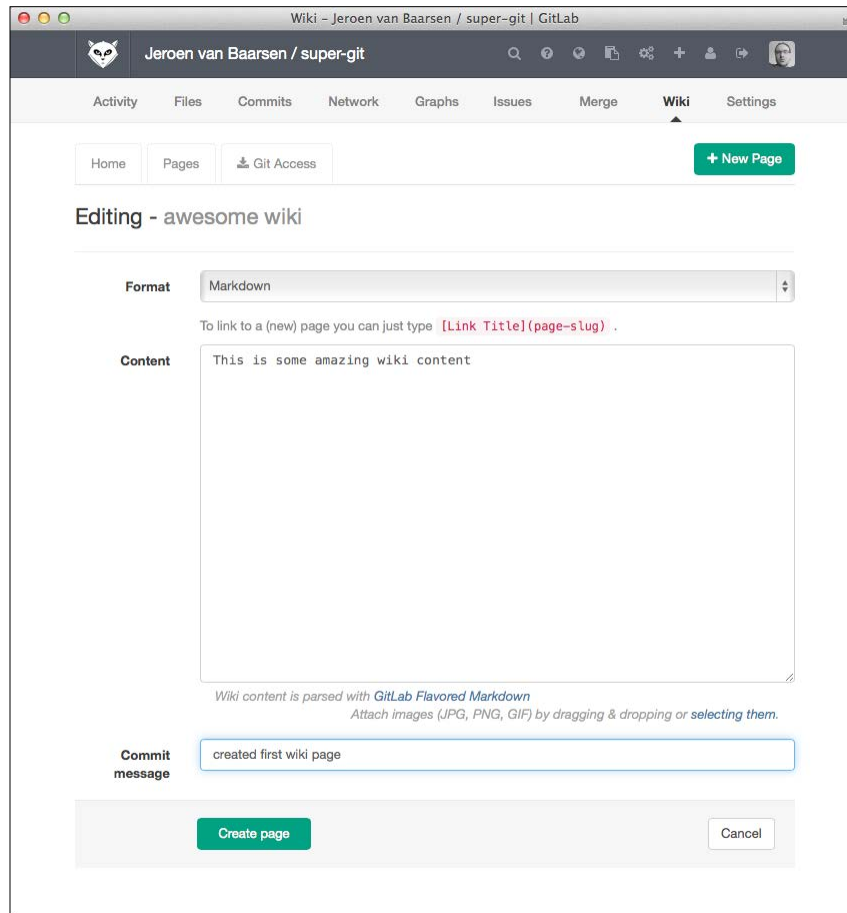 Wiki - Jeroen van Baarsen / super-git | GitLab
Jeroen van Baarsen / super-git
Activity Files Commits Network Graphs Issues Merge Wiki Settings
Home Pages Git Access + New Page
Editing - awesome wiki
Format Markdown
To link to a (new) page you can just type [Link Title](page-slug) .
Content This is some amazing wiki content
Wiki content is parsed with GitLab Flavored Markdown
Attach images (JPG, PNG, GIF) by dragging & dropping or selecting them.
Commit message created first wiki page
Create page Cancel